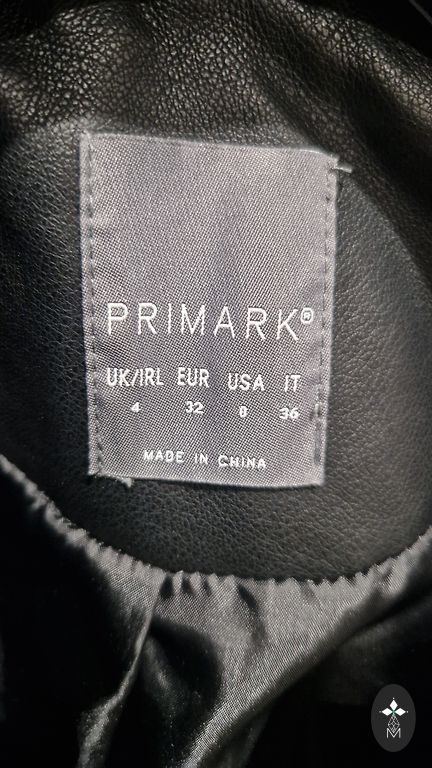 PRIMARK®
UK/IRL EUR USA IT
4 32 0 36
MADE IN CHINA
M